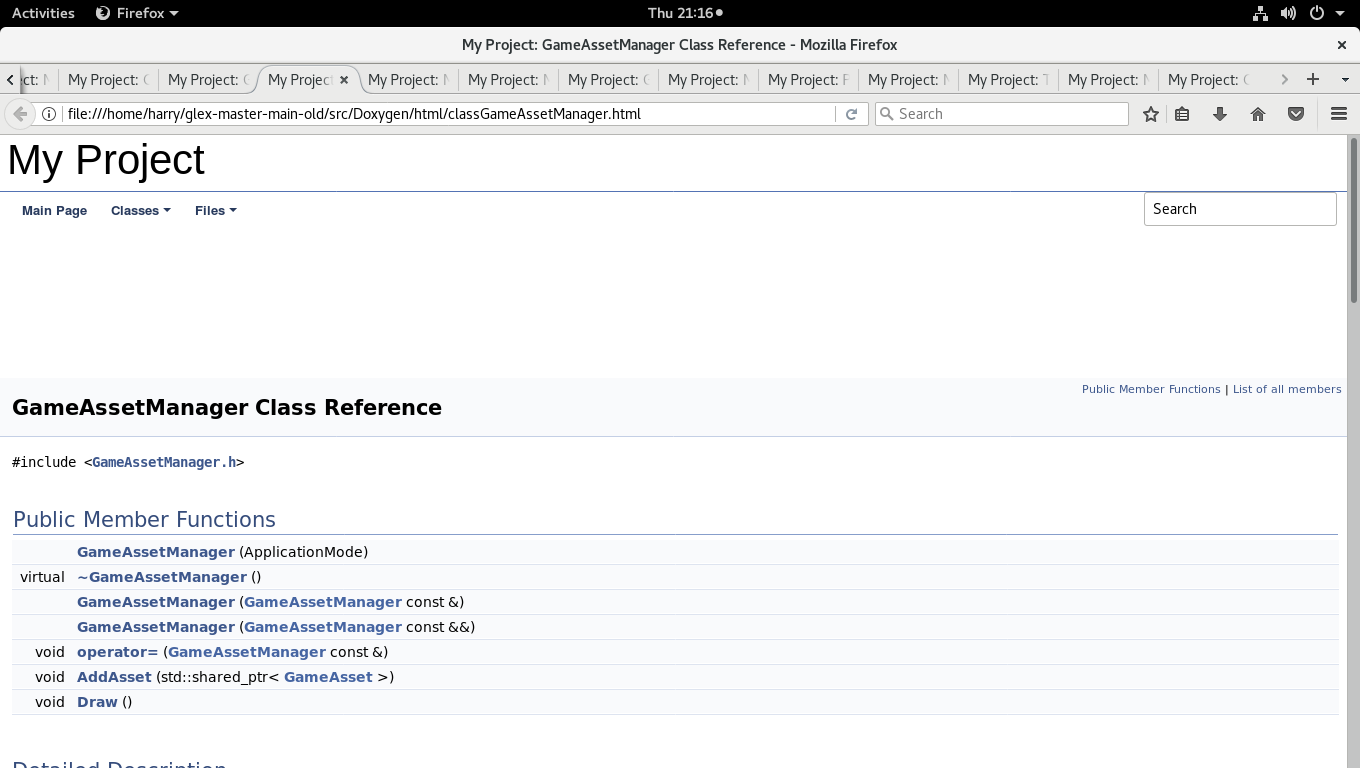 Activities Firefox Thu 21:16
My Project: GameAssetManager Class Reference - Mozilla Firefox
ect: My Project: My Project: My Project: My Project: My Project: My Project: My Project: My Project: My Project: My Project: My Project: My Project:
file:///home/harry/glex-master-main-old/src/Doxygen/html/classGameAssetManager.html Search
My Project
Main Page Classes Files Search
Public Member Functions | List of all members
GameAssetManager Class Reference
#include <GameAssetManager.h>
Public Member Functions
GameAssetManager (ApplicationMode)
virtual ~GameAssetManager ()
GameAssetManager (GameAssetManager const &)
GameAssetManager (GameAssetManager const &&)
void operator= (GameAssetManager const &)
void AddAsset (std::shared_ptr< GameAsset >)
void Draw ()
Detailed Description